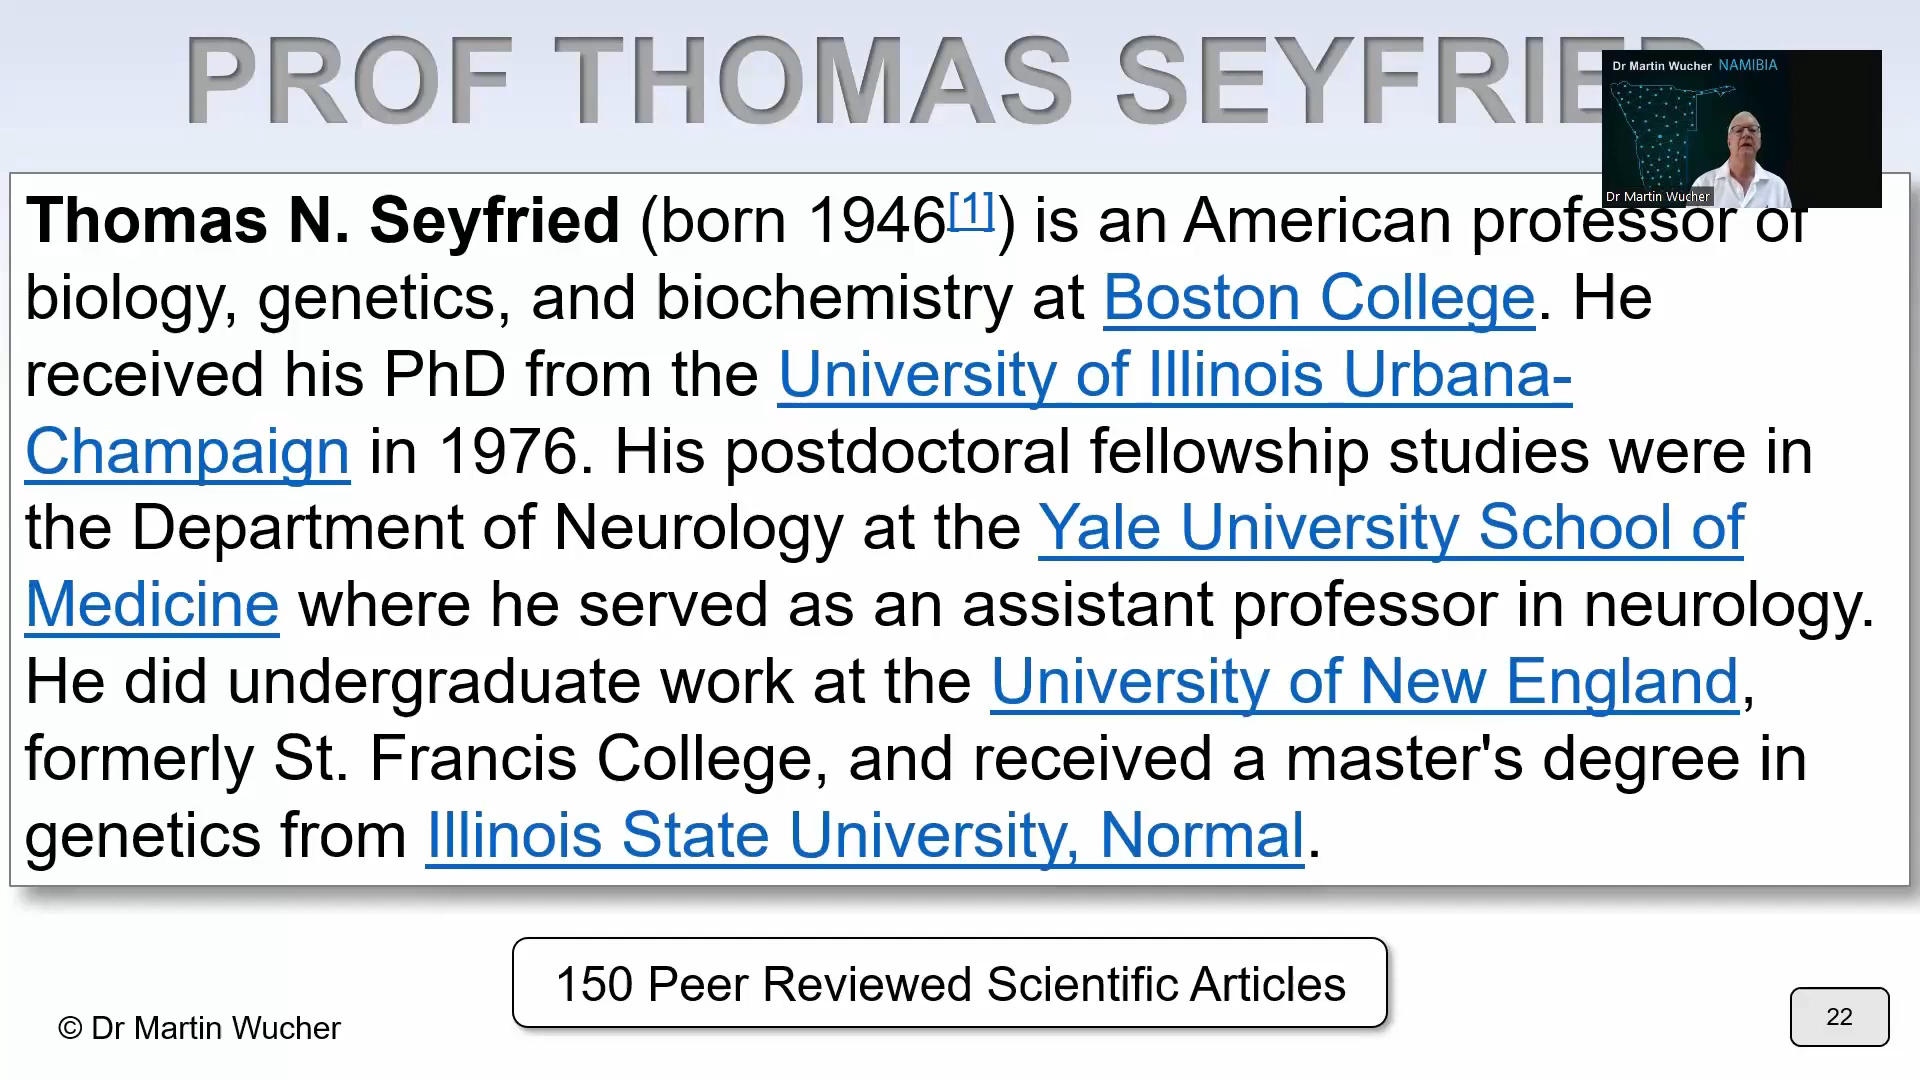 PROF THOMAS SEYFRIED
Dr Martin Wucher NAMIBIA
Dr Martin Wucher
Thomas N. Seyfried (born 1946[1]) is an American professor of
biology, genetics, and biochemistry at Boston College. He
received his PhD from the University of Illinois Urbana-
Champaign in 1976. His postdoctoral fellowship studies were in
the Department of Neurology at the Yale University School of
Medicine where he served as an assistant professor in neurology.
He did undergraduate work at the University of New England,
formerly St. Francis College, and received a master's degree in
genetics from Illinois State University, Normal.
150 Peer Reviewed Scientific Articles
© Dr Martin Wucher
22